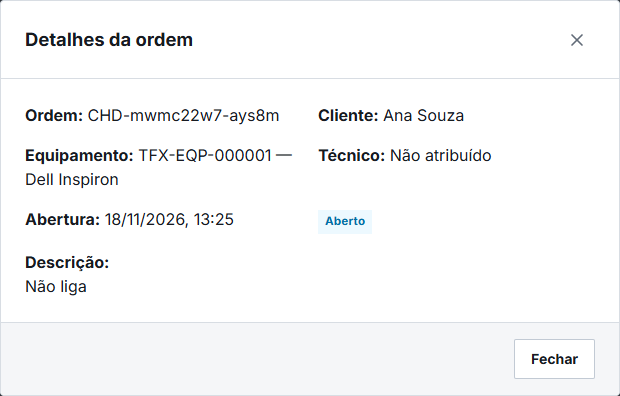 Detalhes da ordem
Ordem: CHD-mwmc22w7-ays8m
Cliente: Ana Souza
Equipamento: TFX-EQP-000001 —
Dell Inspiron
Técnico: Não atribuído
Abertura: 18/11/2026, 13:25
Aberto
Descrição:
Não liga
Fechar